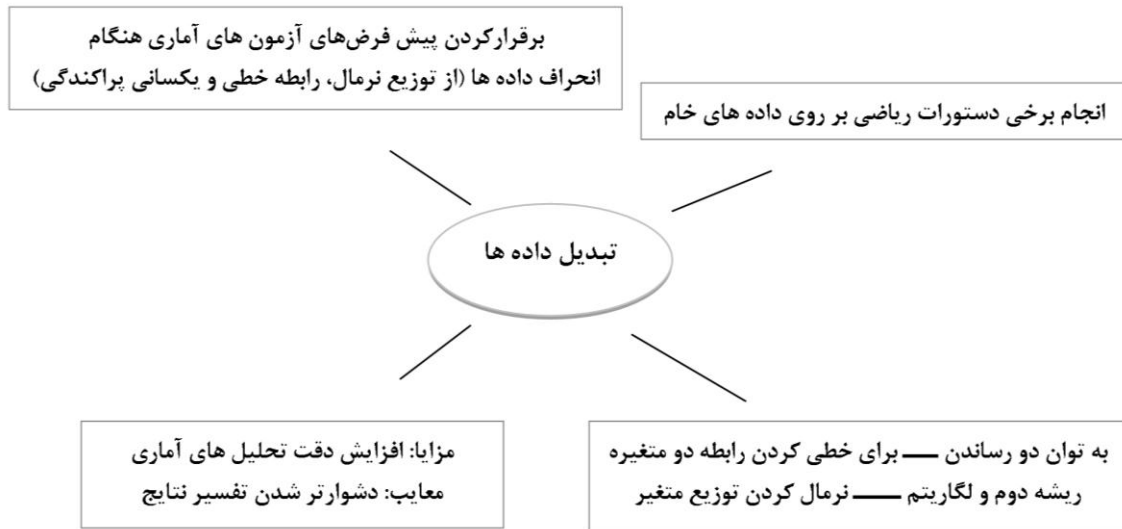 برقرارکردن پیش فرض‌های آزمون های آماری هنگام
انحراف داده ها (از توزیع نرمال، رابطه خطی و یکسانی پراکندگی)
انجام برخی دستورات ریاضی بر روی داده های خام
تبدیل داده ها
به توان دو رساندن ــــ برای خطی کردن رابطه دو متغیره
ریشه دوم و لگاریتم ــــ نرمال کردن توزیع متغیر
مزایا: افزایش دقت تحلیل های آماری
معایب: دشوارتر شدن تفسیر نتایج